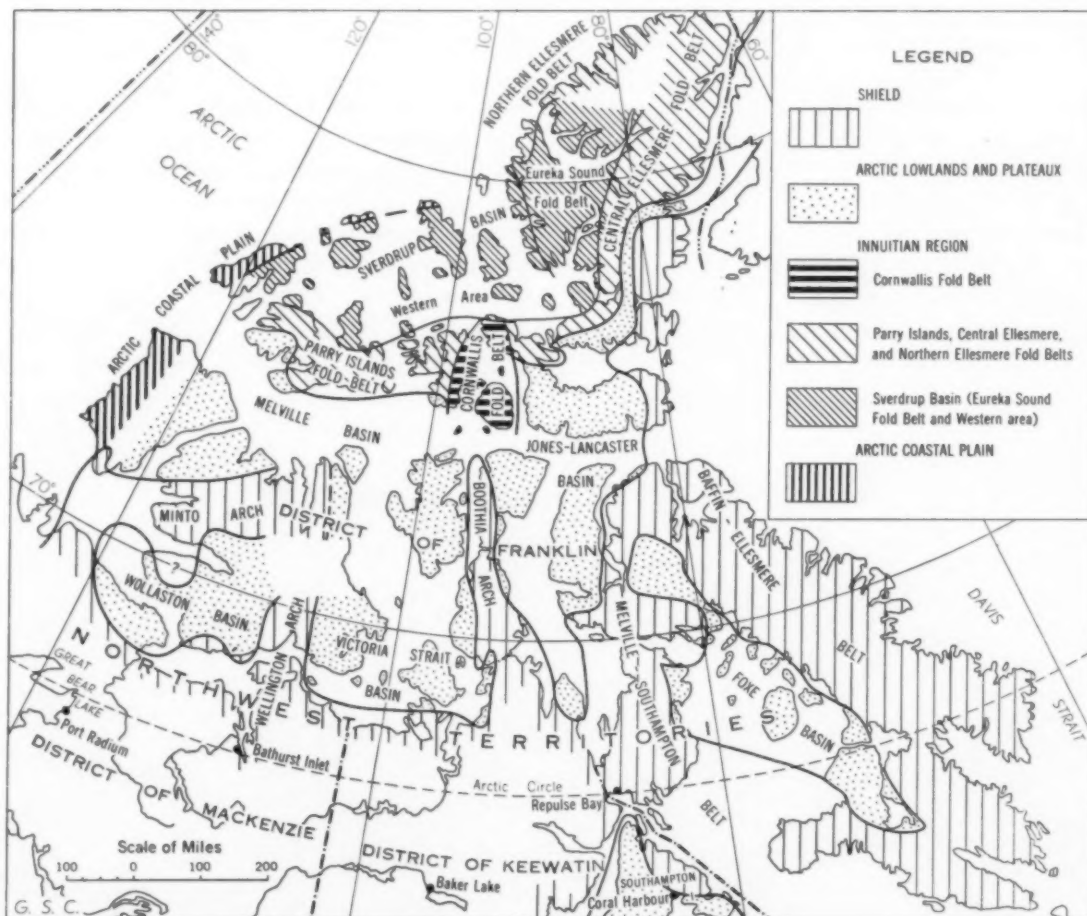 80°
140°
120°
100°
80°
60°
70°
ARCTIC
OCEAN
NORTHERN ELLESMERE
FOLD BELT
CENTRAL ELLESMERE FOLD BELT
Eureka Sound
Fold Belt
SVERDRUP BASIN
Western Area
ARCTIC COASTAL PLAIN
PARRY ISLANDS
FOLD-BELT
CORNWALLIS
FOLD BELT
MELVILLE
BASIN
JONES-LANCASTER
BASIN
MINTO ARCH
DISTRICT
OF
FRANKLIN
BOOTHIA
ARCH
BAFFIN
ELLESMERE
BELT
DAVIS
STRAIT
WOLLASTON
BASIN
?
WELLINGTON
ARCH
VICTORIA
STRAIT
BASIN
MELVILLE
SOUTHAMPTON
BELT
FOXE
BASIN
NORTHWEST TERRITORIES
GREAT
BEAR
LAKE
Port Radium
Bathurst Inlet
DISTRICT
OF
MACKENZIE
Arctic Circle
Repulse Bay
Scale of Miles
100 0 100 200
DISTRICT OF KEEWATIN
Baker Lake
SOUTHAMPTON
I.
Coral Harbour
G. S. C.
LEGEND
SHIELD
ARCTIC LOWLANDS AND PLATEAUX
INNUITIAN REGION
Cornwallis Fold Belt
Parry Islands, Central Ellesmere,
and Northern Ellesmere Fold Belts
Sverdrup Basin (Eureka Sound
Fold Belt and Western area)
ARCTIC COASTAL PLAIN